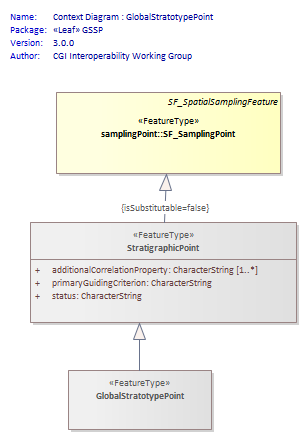 Name: Context Diagram : GlobalStratotypePoint
Package: «Leaf» GSSP
Version: 3.0.0
Author: CGI Interoperability Working Group
SF_SpatialSamplingFeature
«FeatureType»
samplingPoint::SF_SamplingPoint
{isSubstitutable=false}
«FeatureType»
StratigraphicPoint
+ additionalCorrelationProperty: CharacterString [1..*]
+ primaryGuidingCriterion: CharacterString
+ status: CharacterString
«FeatureType»
GlobalStratotypePoint